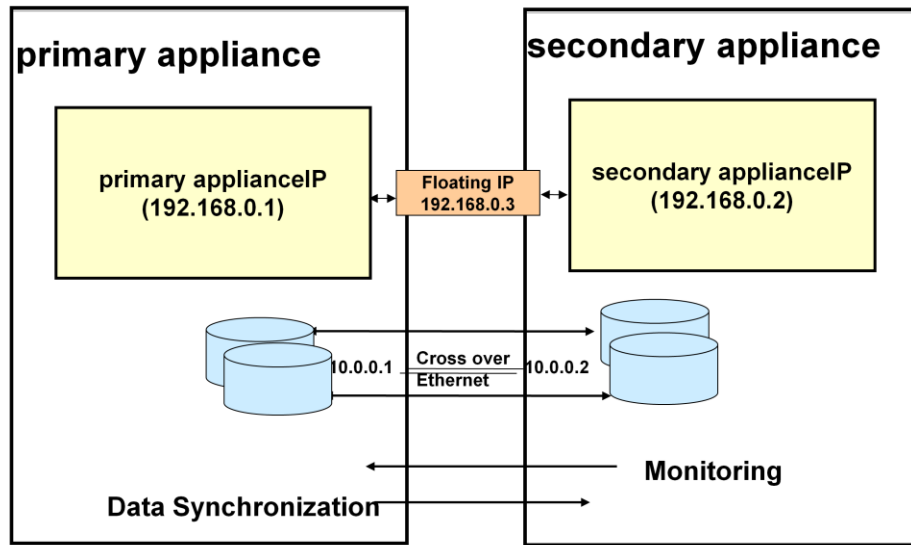 primary appliance
secondary appliance
primary applianceIP
(192.168.0.1)
Floating IP
192.168.0.3
secondary applianceIP
(192.168.0.2)
10.0.0.1
Cross over
Ethernet
10.0.0.2
Monitoring
Data Synchronization